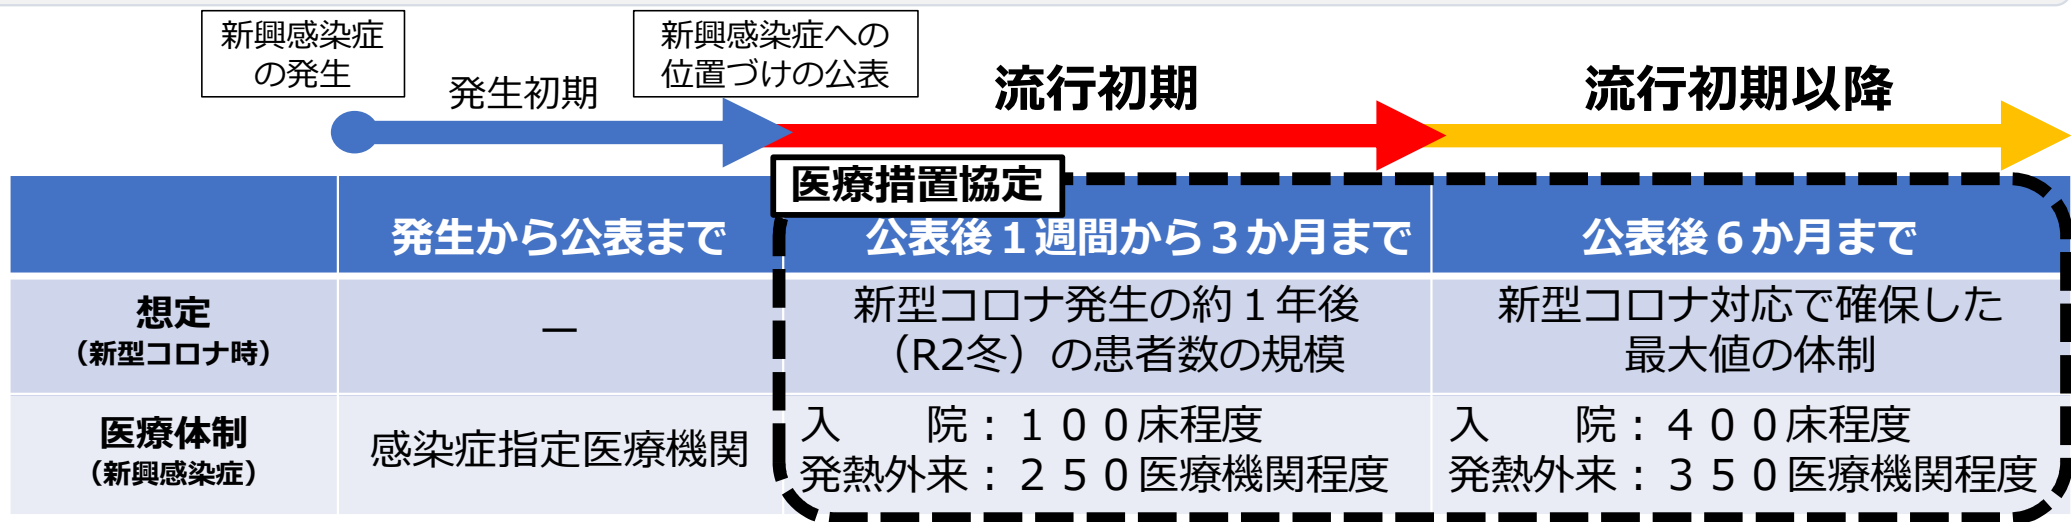 新興感染症
の発生
発生初期
新興感染症への
位置づけの公表
流行初期
流行初期以降
医療措置協定
発生から公表まで
公表後１週間から３か月まで
公表後６か月まで
想定
（新型コロナ時）
―
新型コロナ発生の約１年後
（R2冬）の患者数の規模
新型コロナ対応で確保した
最大値の体制
医療体制
（新興感染症）
感染症指定医療機関
入　　院：１００床程度
発熱外来：２５０医療機関程度
入　　院：４００床程度
発熱外来：３５０医療機関程度